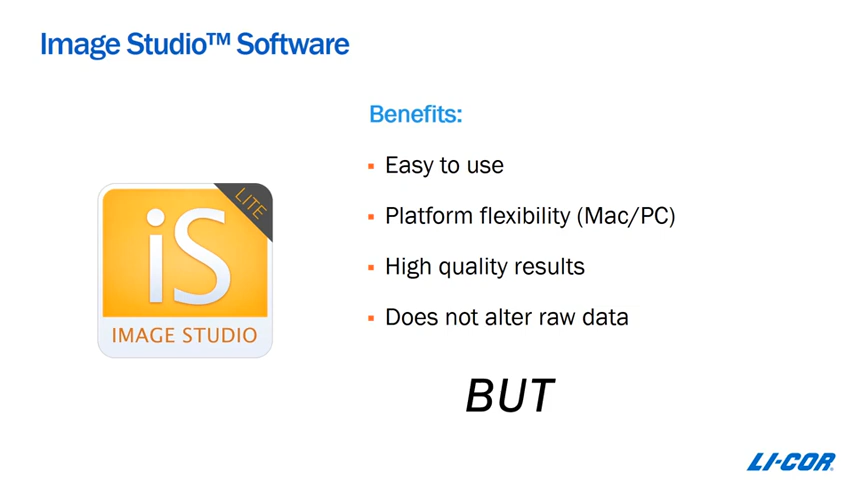 Image Studio™ Software
Benefits:
▪ Easy to use
▪ Platform flexibility (Mac/PC)
▪ High quality results
▪ Does not alter raw data
LITE
iS
IMAGE STUDIO
BUT
LI-COR®